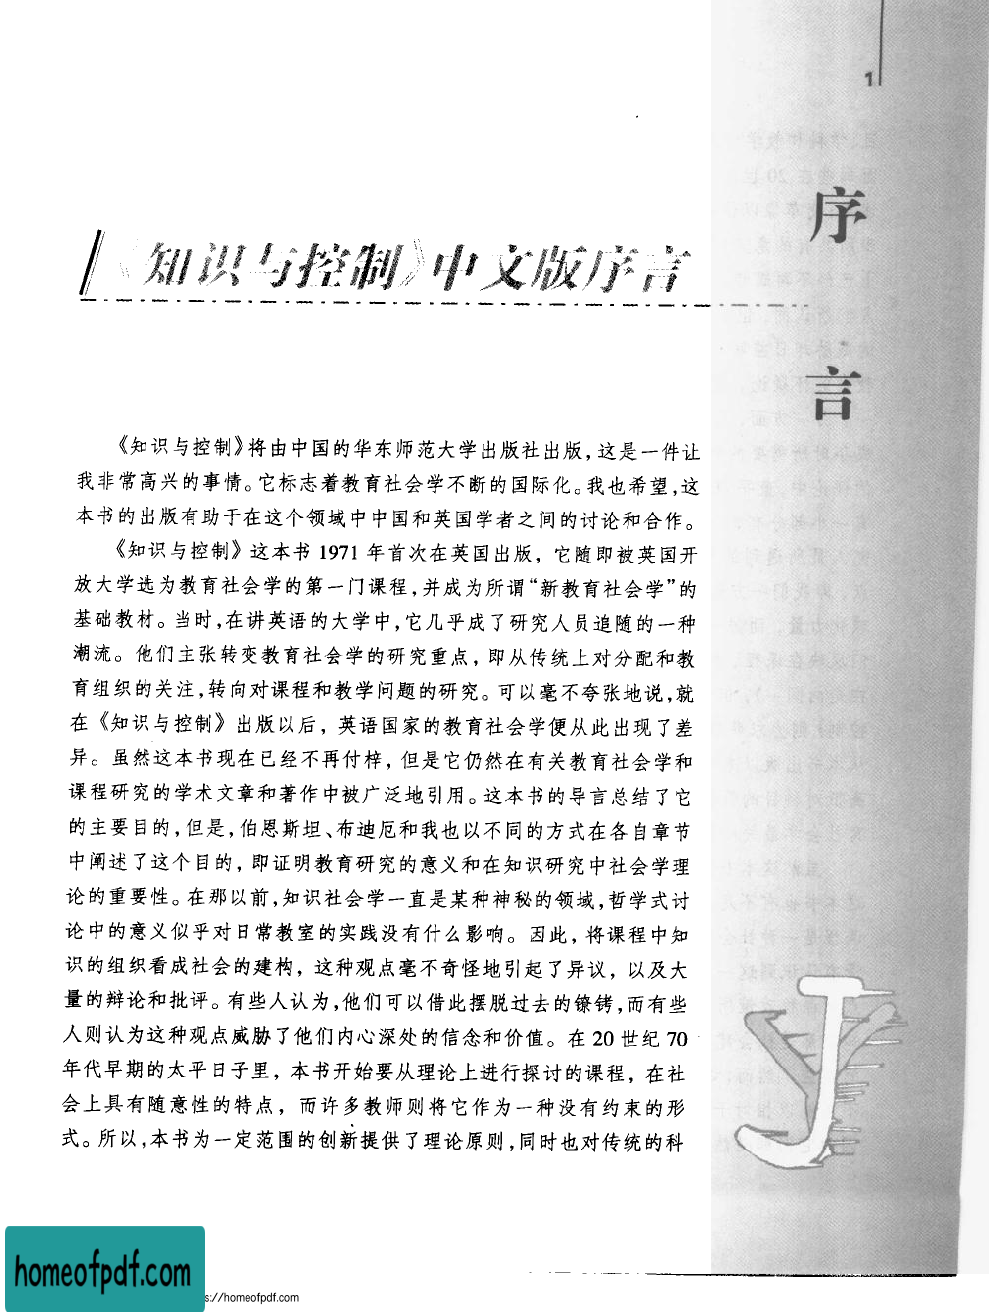 1
序
言
《知识与控制》中文版序言
《知识与控制》将由中国的华东师范大学出版社出版，这是一件让
我非常高兴的事情。它标志着教育社会学不断的国际化。我也希望，这
本书的出版有助于在这个领域中中国和英国学者之间的讨论和合作。
《知识与控制》这本书 1971 年首次在英国出版，它随即被英国开
放大学选为教育社会学的第一门课程，并成为所谓“新教育社会学”的
基础教材。当时，在讲英语的大学中，它几乎成了研究人员追随的一种
潮流。他们主张转变教育社会学的研究重点，即从传统上对分配和教
育组织的关注，转向对课程和教学问题的研究。可以毫不夸张地说，就
在《知识与控制》出版以后，英语国家的教育社会学便从此出现了差
异。虽然这本书现在已经不再付梓，但是它仍然在有关教育社会学和
课程研究的学术文章和著作中被广泛地引用。这本书的导言总结了它
的主要目的，但是，伯恩斯坦、布迪厄和我也以不同的方式在各自章节
中阐述了这个目的，即证明教育研究的意义和在知识研究中社会学理
论的重要性。在那以前，知识社会学一直是某种神秘的领域，哲学式讨
论中的意义似乎对日常教室的实践没有什么影响。因此，将课程中知
识的组织看成社会的建构，这种观点毫不奇怪地引起了异议，以及大
量的辩论和批评。有些人认为，他们可以借此摆脱过去的镣铐，而有些
人则认为这种观点威胁了他们内心深处的信念和价值。在 20 世纪 70
年代早期的太平日子里，本书开始要从理论上进行探讨的课程，在社
会上具有随意性的特点，而许多教师则将它作为一种没有约束的形
式。所以，本书为一定范围的创新提供了理论原则，同时也对传统的科
homeofpdf.com
s://homeofpdf.com